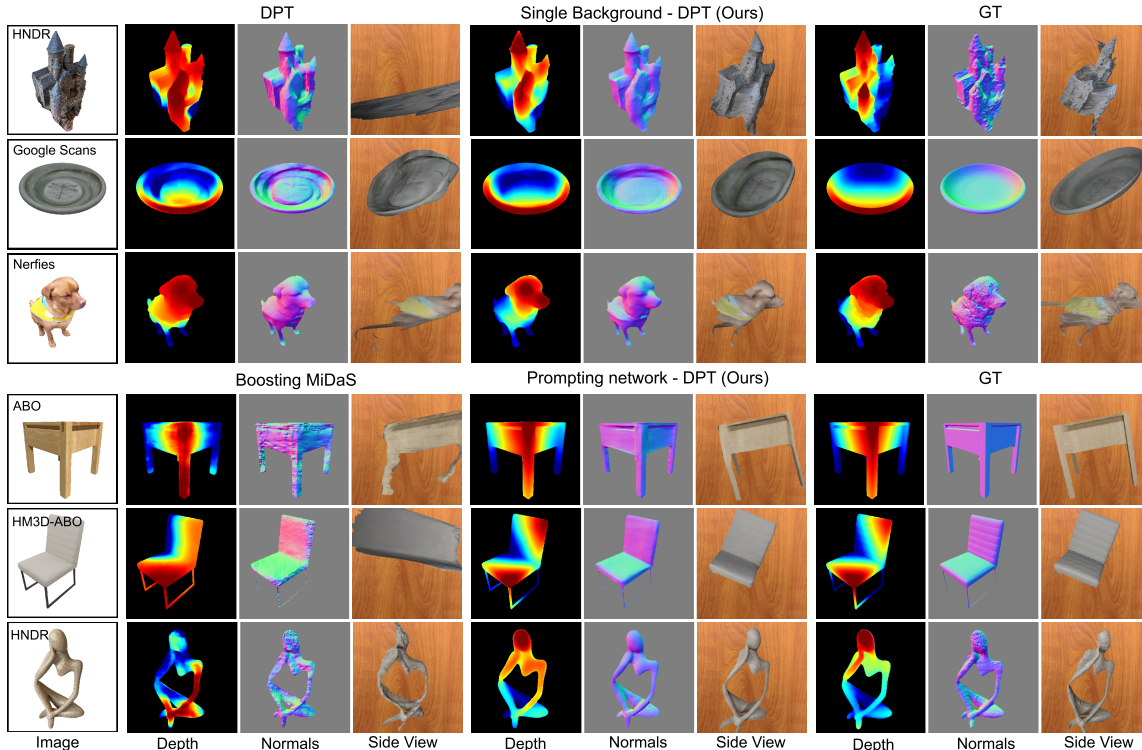 DPT Single Background - DPT (Ours) GT
HNDR
Google Scans
Nerfies
Boosting MiDaS Prompting network - DPT (Ours) GT
ABO
HM3D-ABO
HNDR
Image Depth Normals Side View Depth Normals Side View Depth Normals Side View